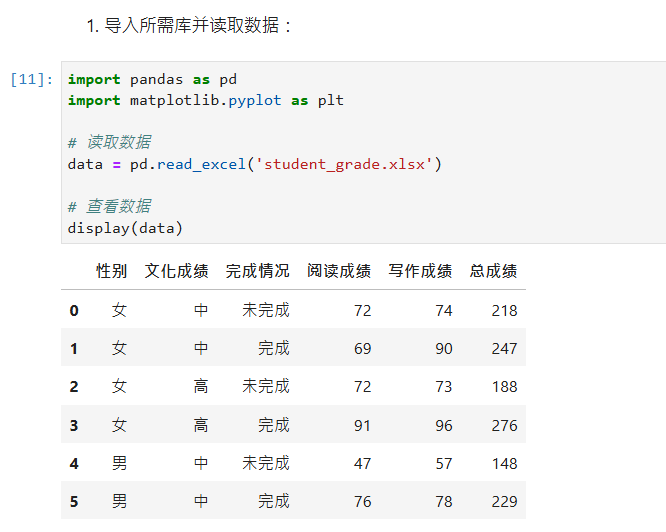 1. 导入所需库并读取数据：
[11]: import pandas as pd
import matplotlib.pyplot as plt
# 读取数据
data = pd.read_excel('student_grade.xlsx')
# 查看数据
display(data)
性别 文化成绩 完成情况 阅读成绩 写作成绩 总成绩
0 女 中 未完成 72 74 218
1 女 中 完成 69 90 247
2 女 高 未完成 72 73 188
3 女 高 完成 91 96 276
4 男 中 未完成 47 57 148
5 男 中 完成 76 78 229